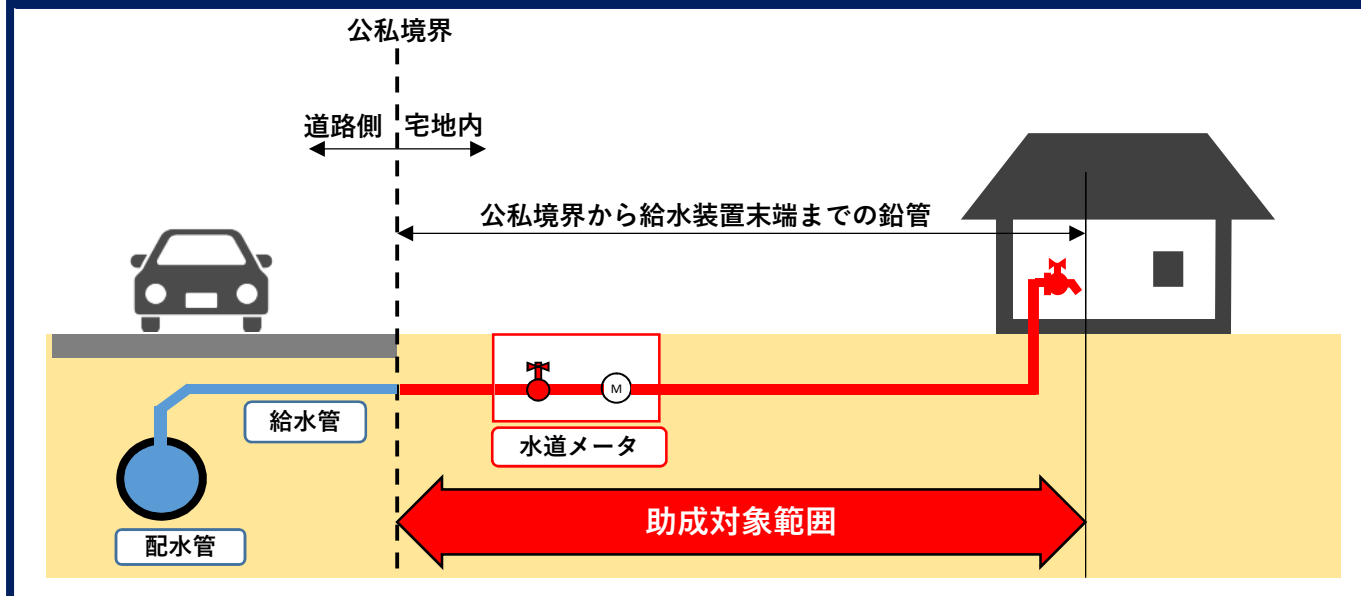 公私境界
道路側 宅地内
公私境界から給水装置末端までの鉛管
M
給水管
水道メータ
助成対象範囲
配水管